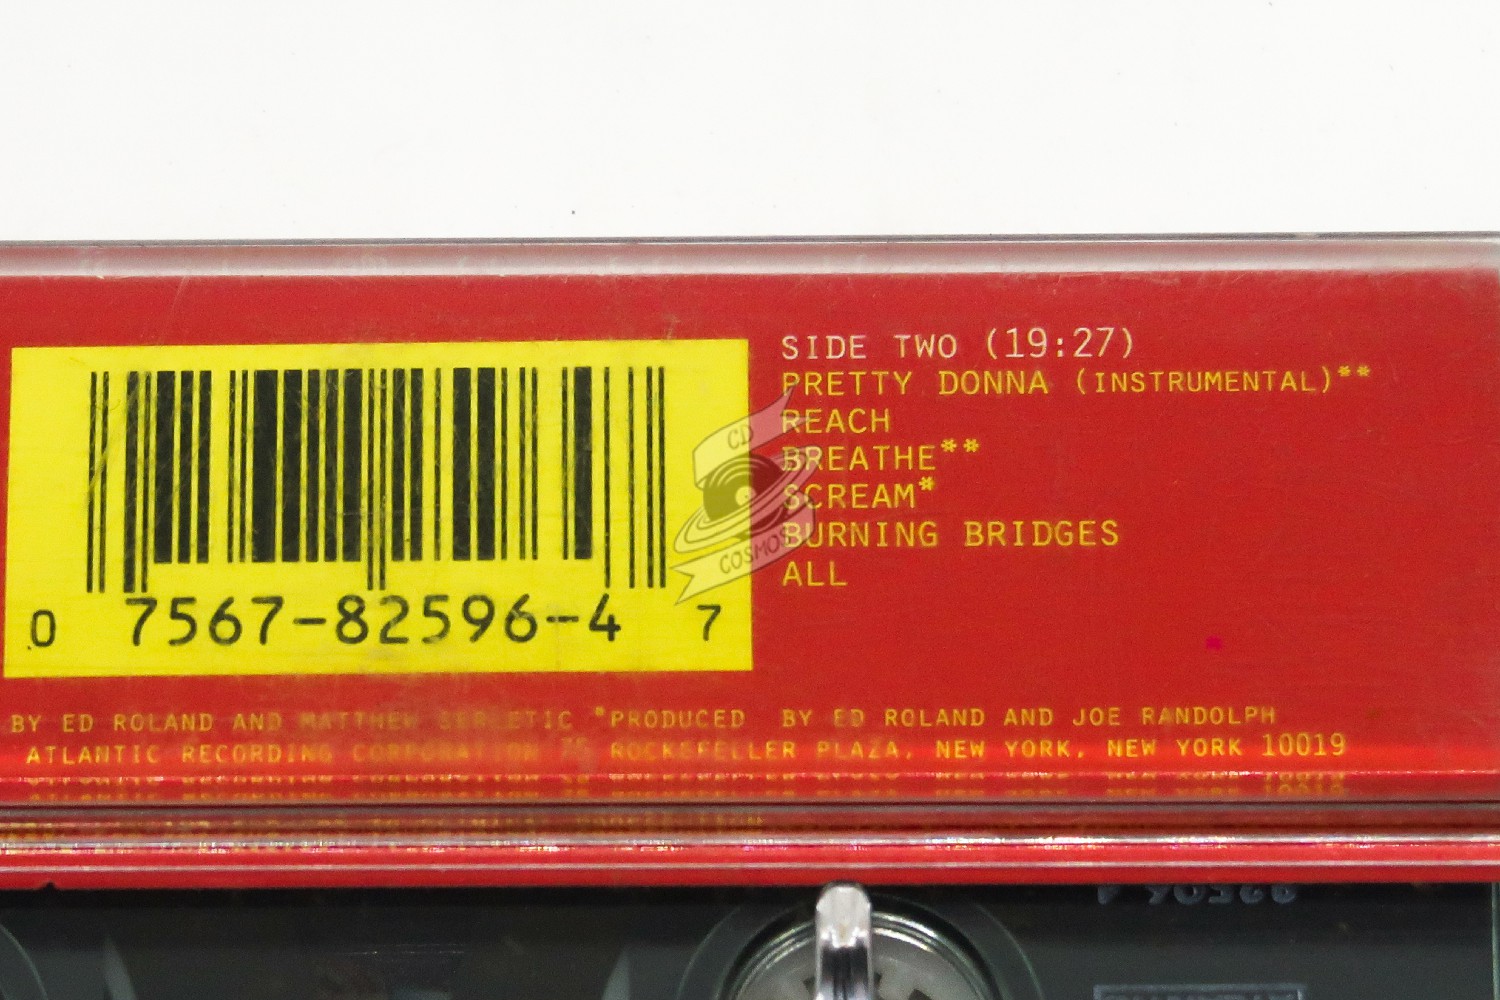 SIDE TWO (19:27)
PRETTY DONNA (INSTRUMENTAL)**
REACH
BREATHE**
SCREAM*
BURNING BRIDGES
ALL
0 7567-82596-4 7
CD
COSMOS
BY ED ROLAND AND MATTHEW SERLETIC *PRODUCED BY ED ROLAND AND JOE RANDOLPH
ATLANTIC RECORDING CORPORATION 75 ROCKEFELLER PLAZA, NEW YORK, NEW YORK 10019